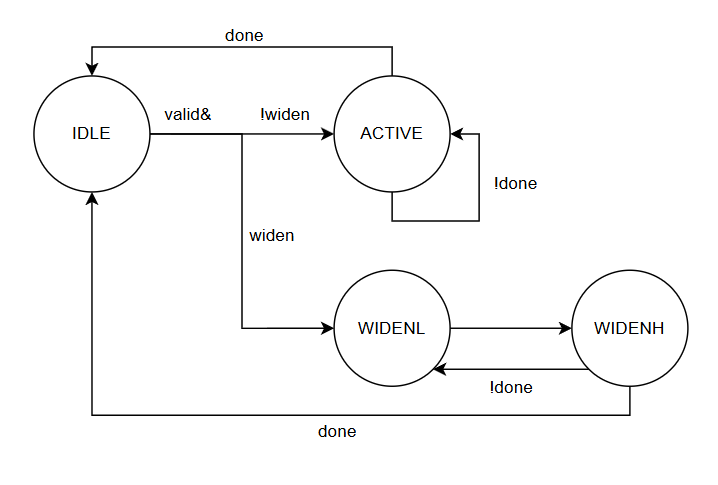 done
valid& !widen
IDLE
ACTIVE
!done
widen
WIDENL
WIDENH
!done
done